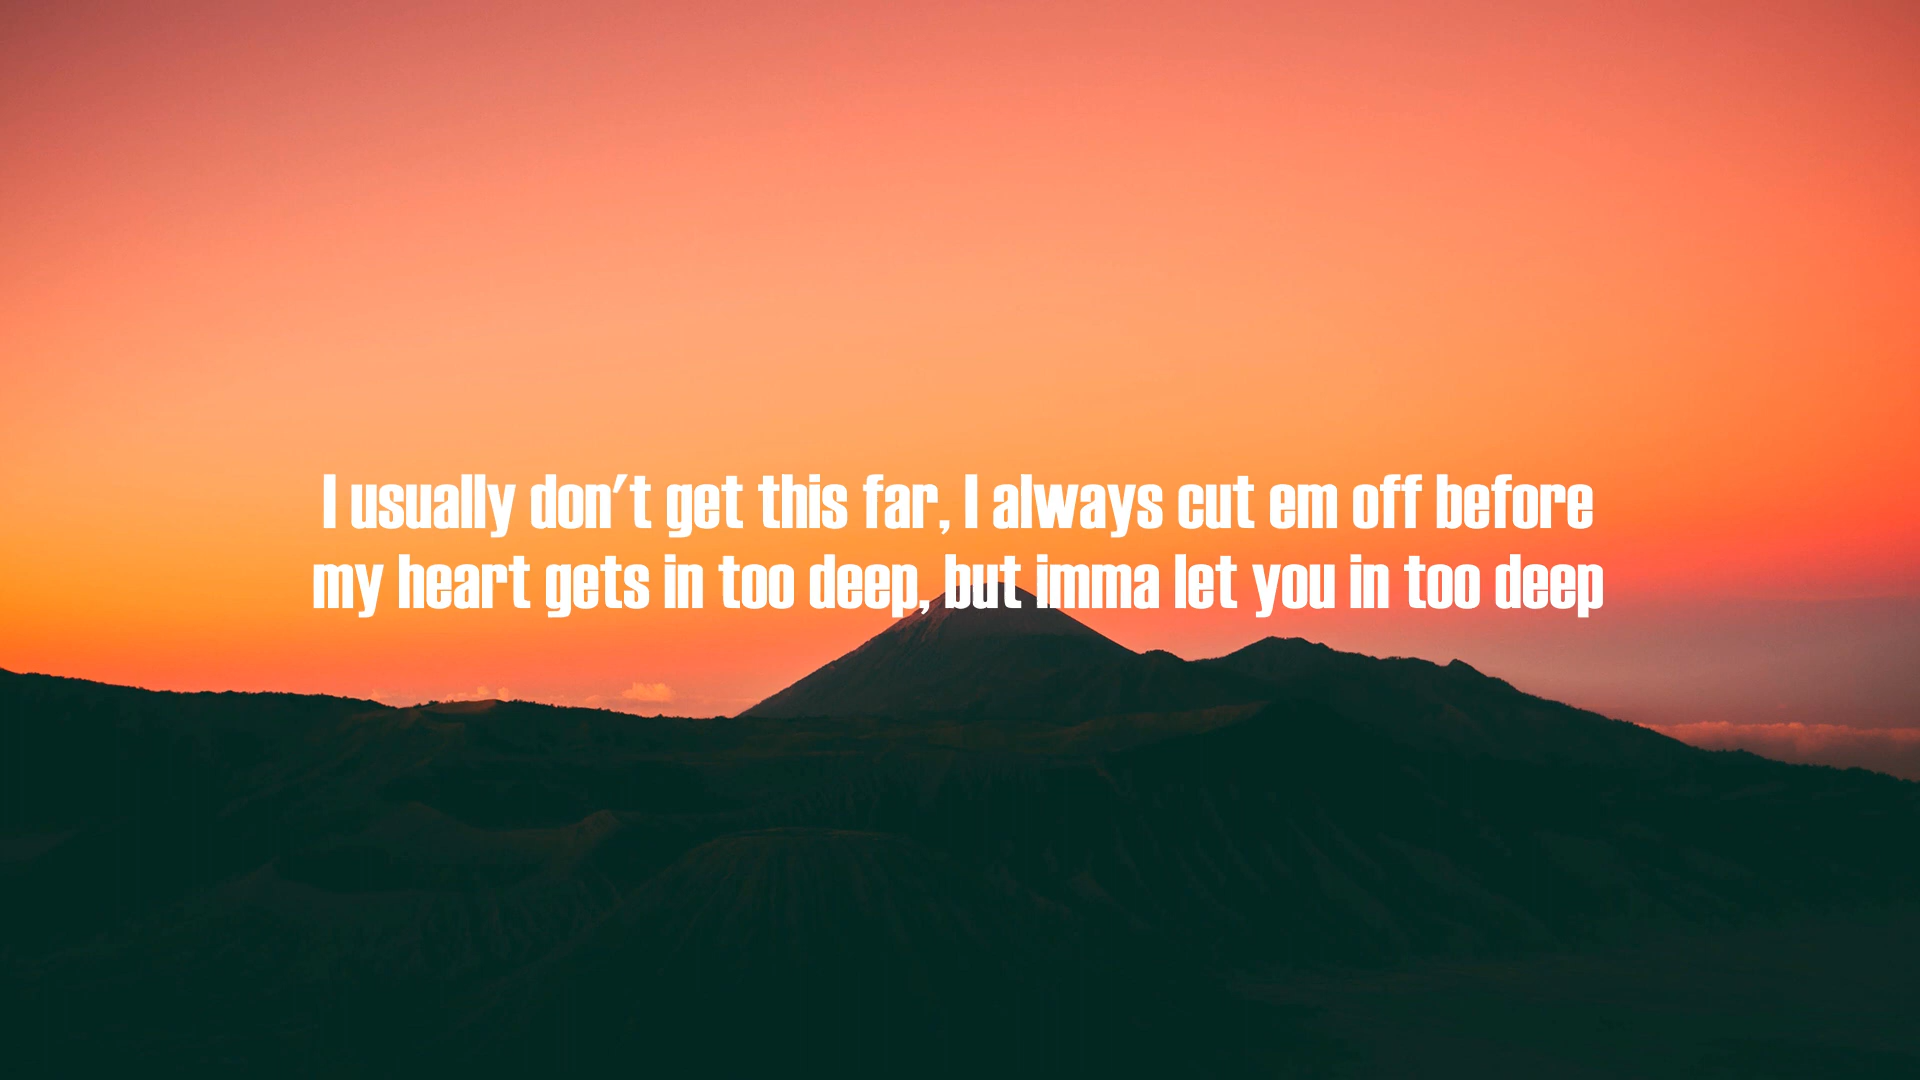 I usually don't get this far, I always cut em off before
my heart gets in too deep, but imma let you in too deep